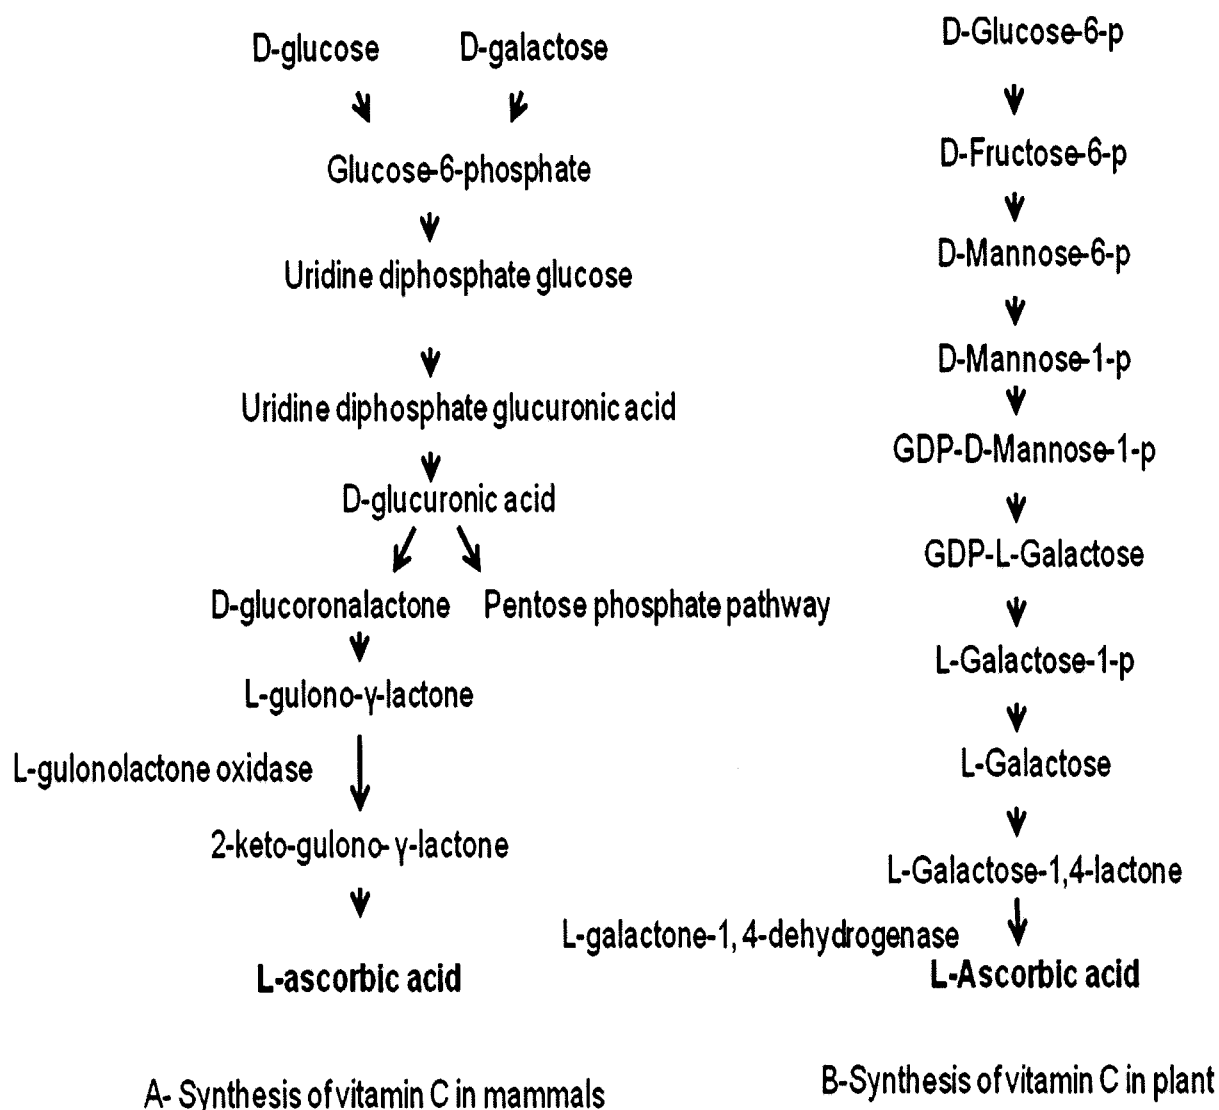 D-glucose
D-galactose
Glucose-6-phosphate
Uridine diphosphate glucose
Uridine diphosphate glucuronic acid
D-glucuronic acid
D-glucoronalactone
Pentose phosphate pathway
L-gulono-γ-lactone
L-gulonolactone oxidase
2-keto-gulono-γ-lactone
L-ascorbic acid
A- Synthesis of vitamin C in mammals
D-Glucose-6-p
D-Fructose-6-p
D-Mannose-6-p
D-Mannose-1-p
GDP-D-Mannose-1-p
GDP-L-Galactose
L-Galactose-1-p
L-Galactose
L-Galactose-1,4-lactone
L-galactone-1, 4-dehydrogenase
L-Ascorbic acid
B-Synthesis of vitamin C in plant